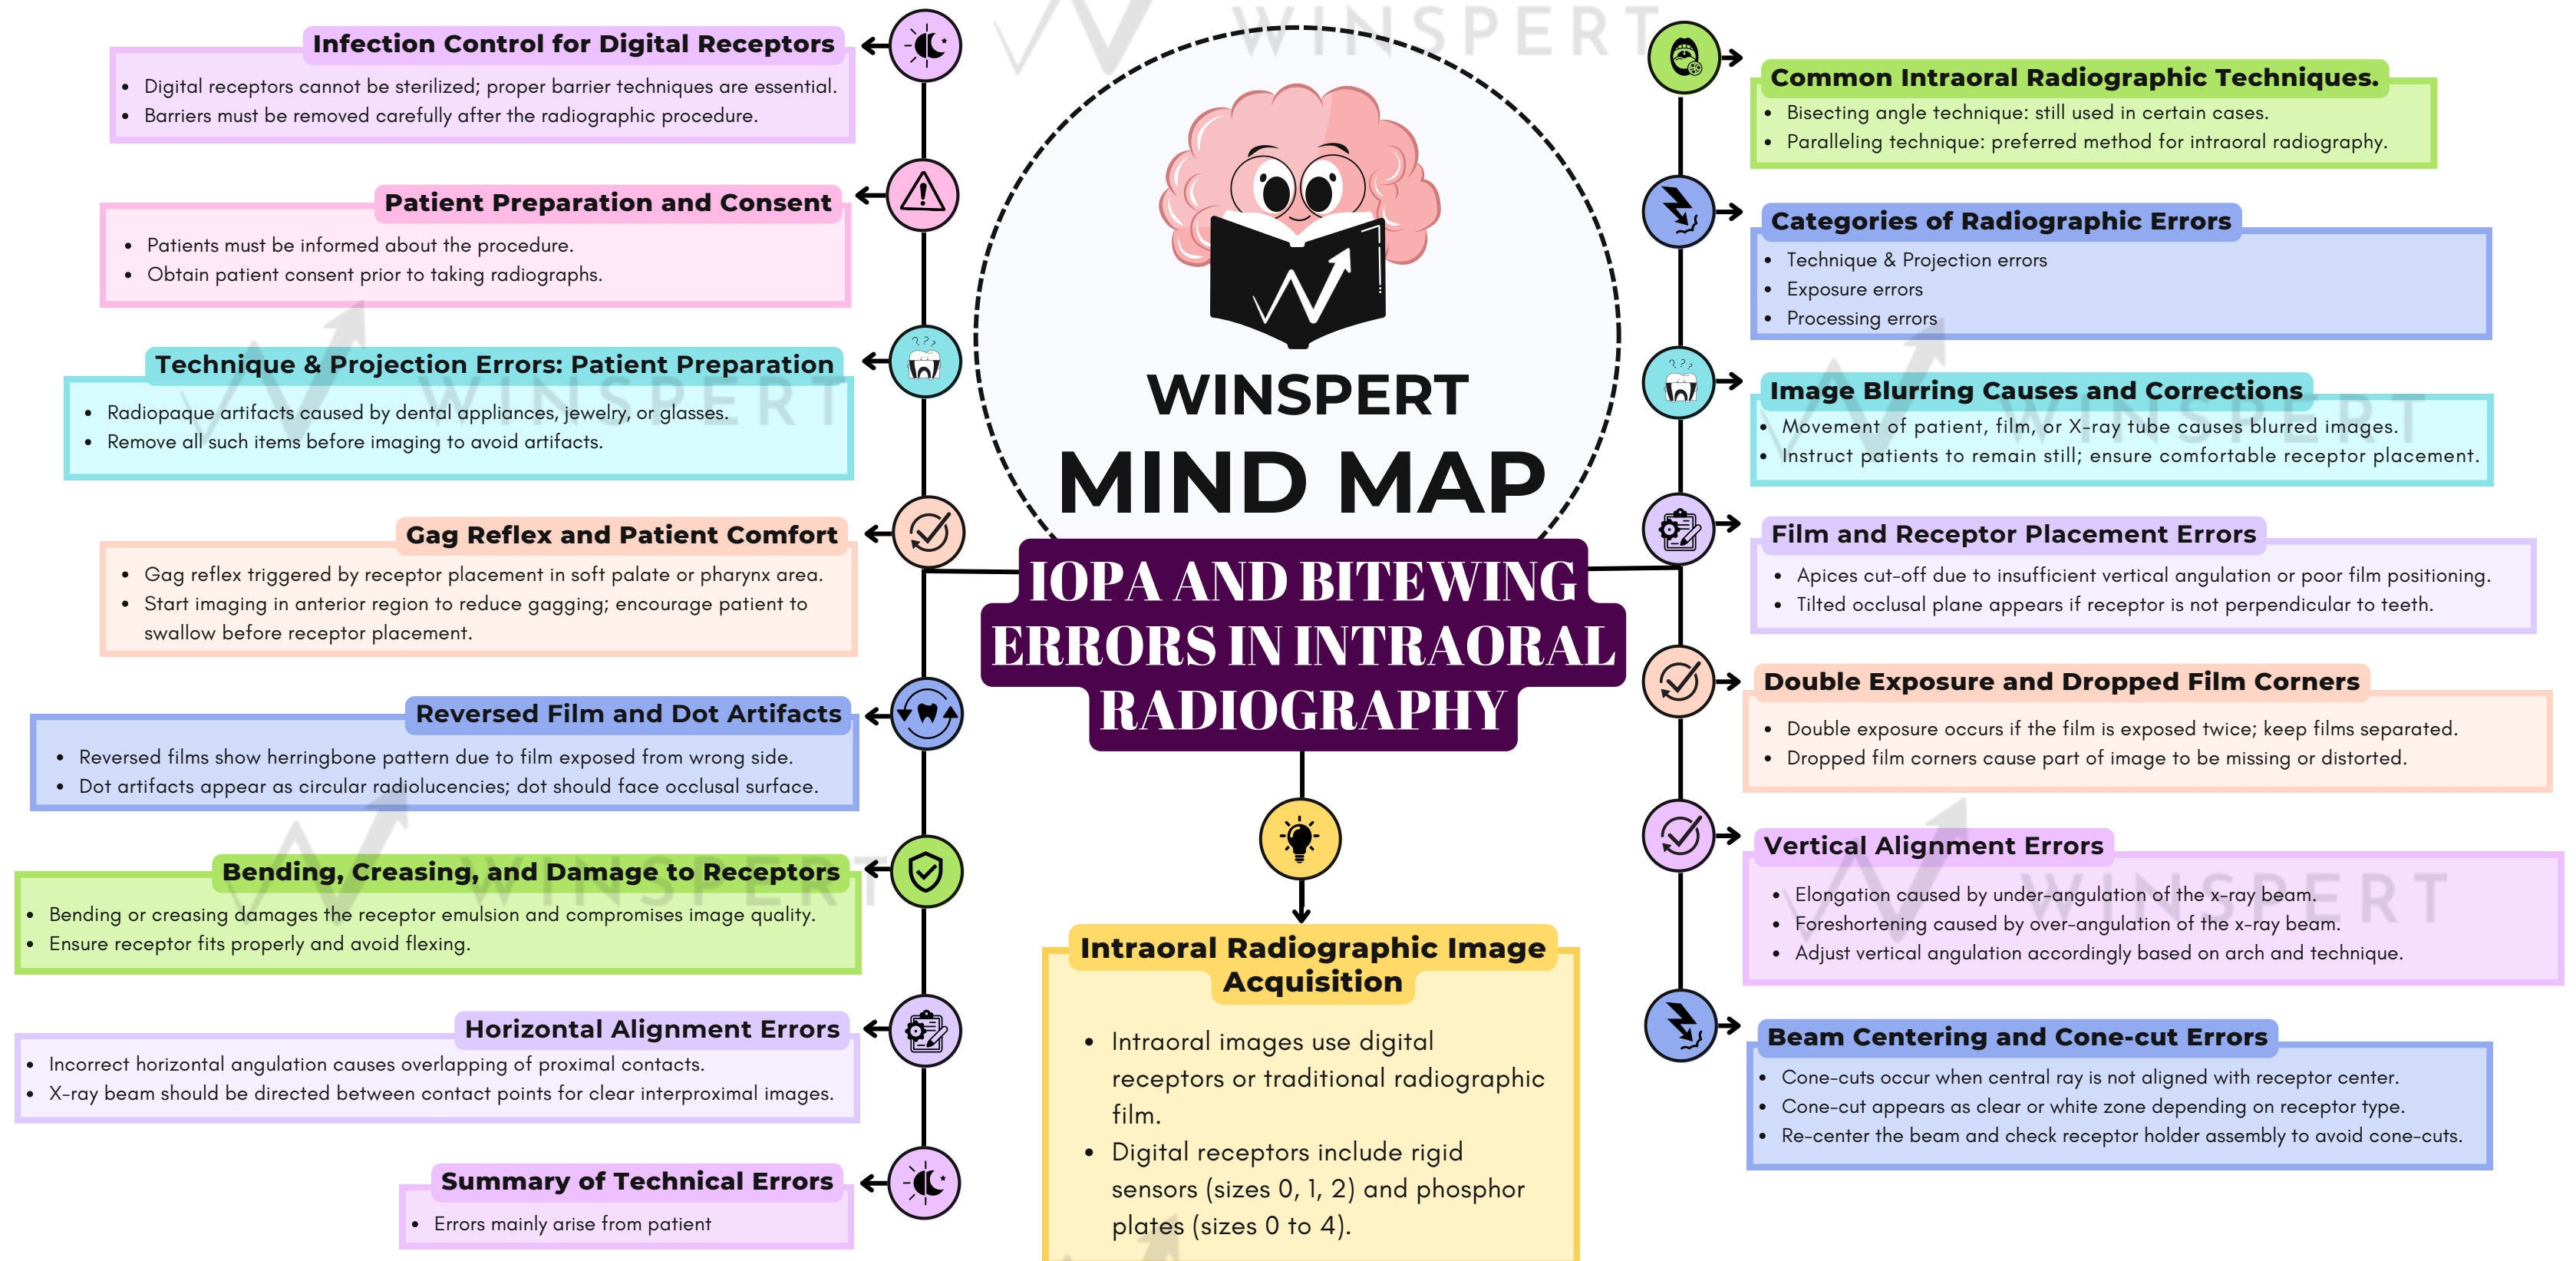 WINSPERT
Infection Control for Digital Receptors
• Digital receptors cannot be sterilized; proper barrier techniques are essential.
• Barriers must be removed carefully after the radiographic procedure.
Patient Preparation and Consent
• Patients must be informed about the procedure.
• Obtain patient consent prior to taking radiographs.
Technique & Projection Errors: Patient Preparation
• Radiopaque artifacts caused by dental appliances, jewelry, or glasses.
• Remove all such items before imaging to avoid artifacts.
WINSPERT
Gag Reflex and Patient Comfort
• Gag reflex triggered by receptor placement in soft palate or pharynx area.
• Start imaging in anterior region to reduce gagging; encourage patient to
swallow before receptor placement.
Reversed Film and Dot Artifacts
• Reversed films show herringbone pattern due to film exposed from wrong side.
• Dot artifacts appear as circular radiolucencies; dot should face occlusal surface.
Bending, Creasing, and Damage to Receptors
• Bending or creasing damages the receptor emulsion and compromises image quality.
• Ensure receptor fits properly and avoid flexing.
WINSPERT
Horizontal Alignment Errors
• Incorrect horizontal angulation causes overlapping of proximal contacts.
• X-ray beam should be directed between contact points for clear interproximal images.
Summary of Technical Errors
• Errors mainly arise from patient
WINSPERT
MIND MAP
IOPA AND BITEWING
ERRORS IN INTRAORAL
RADIOGRAPHY
Intraoral Radiographic Image
Acquisition
• Intraoral images use digital
receptors or traditional radiographic
film.
• Digital receptors include rigid
sensors (sizes 0, 1, 2) and phosphor
plates (sizes 0 to 4).
Common Intraoral Radiographic Techniques.
• Bisecting angle technique: still used in certain cases.
• Paralleling technique: preferred method for intraoral radiography.
Categories of Radiographic Errors
• Technique & Projection errors
• Exposure errors
• Processing errors
Image Blurring Causes and Corrections
• Movement of patient, film, or X-ray tube causes blurred images.
• Instruct patients to remain still; ensure comfortable receptor placement.
WINSPERT
Film and Receptor Placement Errors
• Apices cut-off due to insufficient vertical angulation or poor film positioning.
• Tilted occlusal plane appears if receptor is not perpendicular to teeth.
Double Exposure and Dropped Film Corners
• Double exposure occurs if the film is exposed twice; keep films separated.
• Dropped film corners cause part of image to be missing or distorted.
Vertical Alignment Errors
• Elongation caused by under-angulation of the x-ray beam.
• Foreshortening caused by over-angulation of the x-ray beam.
• Adjust vertical angulation accordingly based on arch and technique.
WINSPERT
Beam Centering and Cone-cut Errors
• Cone-cuts occur when central ray is not aligned with receptor center.
• Cone-cut appears as clear or white zone depending on receptor type.
• Re-center the beam and check receptor holder assembly to avoid cone-cuts.